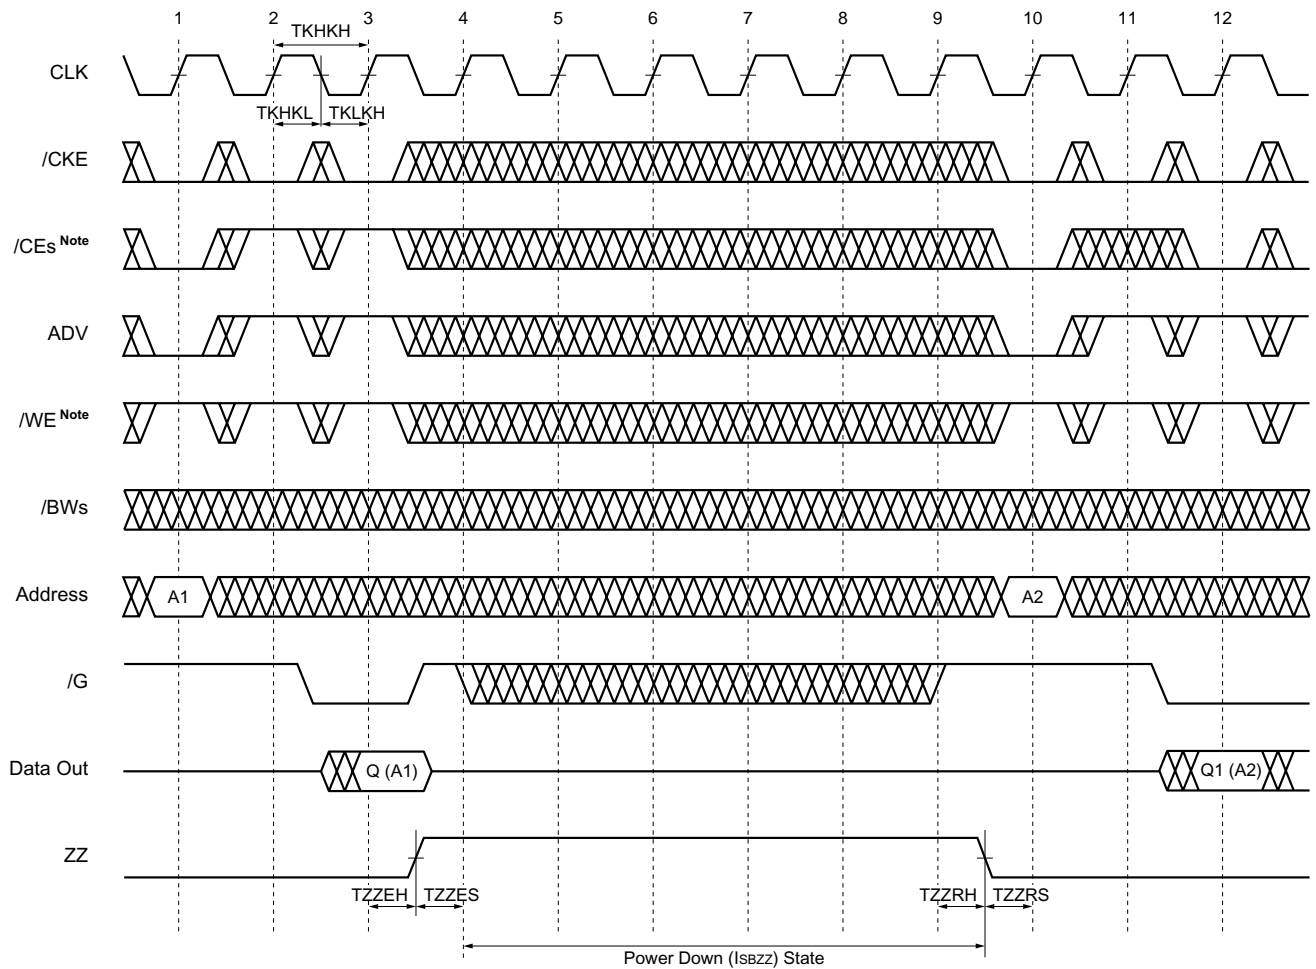 1 2 3 4 5 6 7 8 9 10 11 12
TKHKH
CLK
TKHKL TKLKH
/CKE
/CEs Note
ADV
/WE Note
/BWs
Address A1 A2
/G
Data Out Q (A1) Q1 (A2)
ZZ
TZZEH TZZES TZZRH TZZRS
Power Down (ISBZZ) State